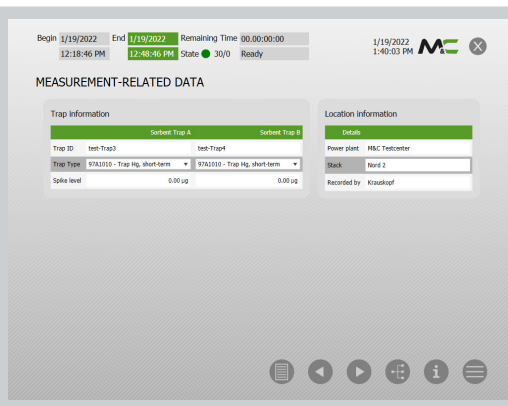 Begin 1/19/2022 End 1/19/2022 Remaining Time 00.00:00:00
12:18:46 PM 12:48:46 PM State 30/0 Ready
1/19/2022
1:40:03 PM M&C
MEASUREMENT-RELATED DATA
Trap information
Sorbent Trap A Sorbent Trap B
Trap ID test-Trap3 test-Trap4
Trap Type 97A1010 - Trap Hg, short-term 97A1010 - Trap Hg, short-term
Spike level 0.00 µg 0.00 µg
Location information
Details
Power plant M&C Testcenter
Stack Nord 2
Recorded by Krauskopf